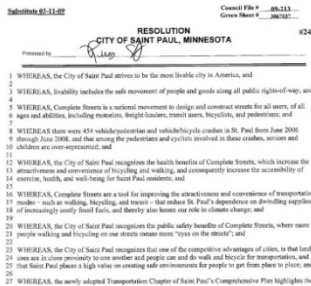 Substitute 03-11-09
Council File # 09-213
Green Sheet # 3067037
RESOLUTION
CITY OF SAINT PAUL, MINNESOTA
#24
Presented by
1 WHEREAS, the City of Saint Paul strives to be the most livable city in America, and
2
3 WHEREAS, livability includes the safe movement of people and goods along all public rights-of-way; and
4
5 WHEREAS, Complete Streets is a national movement to design and construct streets for all users, of all
6 ages and abilities, including motorists, freight-haulers, transit users, bicyclists, and pedestrians; and
7
8 WHEREAS there were 454 vehicle/pedestrian and vehicle/bicycle crashes in St. Paul from June 2006
9 through June 2008, and that among the pedestrians and cyclists involved in these crashes, seniors and
10 children are over-represented; and
11
12 WHEREAS, the City of Saint Paul recognizes the health benefits of Complete Streets, which increase the
13 attractiveness and convenience of bicycling and walking, and consequently increase the accessibility of
14 exercise, health, and well-being for Saint Paul residents; and
15
16 WHEREAS, Complete Streets are a tool for improving the attractiveness and convenience of transportation
17 modes – such as walking, bicycling, and transit – that reduce St. Paul's dependence on dwindling supplies
18 of increasingly costly fossil fuels, and thereby also lessen our role in climate change; and
19
20 WHEREAS, the City of Saint Paul recognizes the public safety benefits of Complete Streets, where more
21 people walking and bicycling on our streets means more "eyes on the streets"; and
22
23 WHEREAS, the City of Saint Paul recognizes that one of the competitive advantages of cities, is that land
24 uses are in close proximity to one another and people can and do walk and bicycle for transportation, and
25 that Saint Paul places a high value on creating safe environments for people to get from place to place; and
26
27 WHEREAS, the newly adopted Transportation Chapter of Saint Paul's Comprehensive Plan highlights the